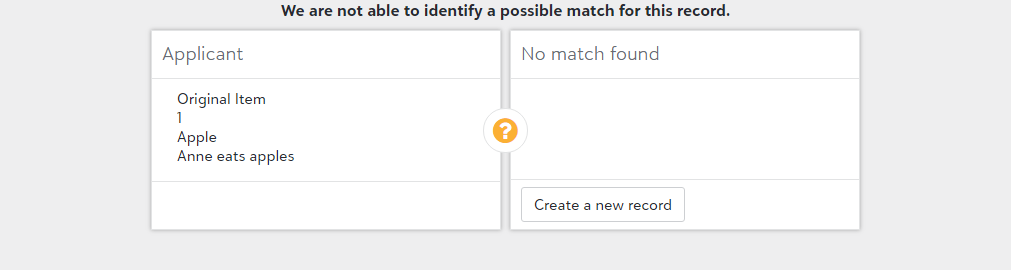 We are not able to identify a possible match for this record.
Applicant
Original Item
1
Apple
Anne eats apples
?
No match found
Create a new record